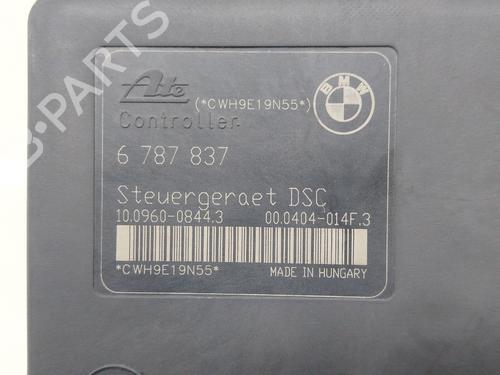 B-PARTS
Ate
(*CWH9E19N55*)
BMW
Controller
6 787 837
Steuergeraet DSC
10.0960-0844.3 00.0404-014F.3
*CWH9E19N55* MADE IN HUNGARY